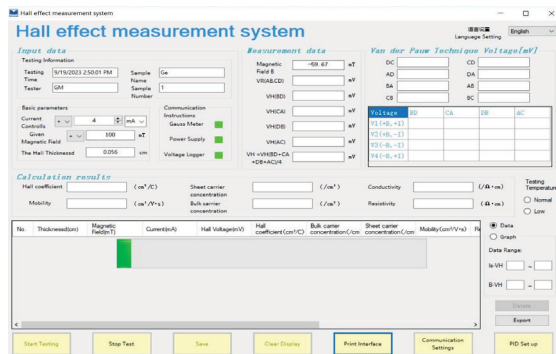 Hall effect measurement system
Hall effect measurement system
语言设置
Language Setting
English
Input data
Testing Information
Testing Time
9/19/2023 2:50:01 PM
Sample Name
Ge
Tester
GM
Sample Number
1
Basic parameters
Current Controlls
+
4
mA
Given Magnetic Field
+
100
mT
The Hall Thicknessd
0.056
cm
Communication Instructions
Gauss Meter
Power Supply
Voltage Logger
Measurement data
Magnetic Field B
-59.67
mT
VR(AB,CD)
mV
VH(BD)
mV
VH(CA)
mV
VH(DB)
mV
VH(AC)
mV
VH =VH(BD+CA+DB+AC)/4
mV
Van der Pauw Technique Voltage[mV]
DC
CD
AD
DA
BA
AB
CB
BC
Voltage BD CA DB AC
V1(+B,+I)
V2(+B,-I)
V3(-B,-I)
V4(-B,+I)
Calculation results
Hall coefficient
(cm³/C)
Sheet carrier concentration
(/cm²)
Conductivity
(/Ω·cm)
Mobility
(cm²/V·s)
Bulk carrier concentration
(/cm³)
Resistivity
(Ω·cm)
Testing Temperature
Normal
Low
No. Thicknessd(cm) Magnetic Field(mT) Current(mA) Hall Voltage(mV) Hall coefficient(cm³/C) Bulk carrier concentration(/cm Sheet carrier concentration(/cm Mobility(cm²/V·s)
Data
Graph
Data Range:
Is-VH
~
B-VH
~
Delete
Export
Start Testing
Stop Test
Save
Clear Display
Print Interface
Communication Settings
PID Set up